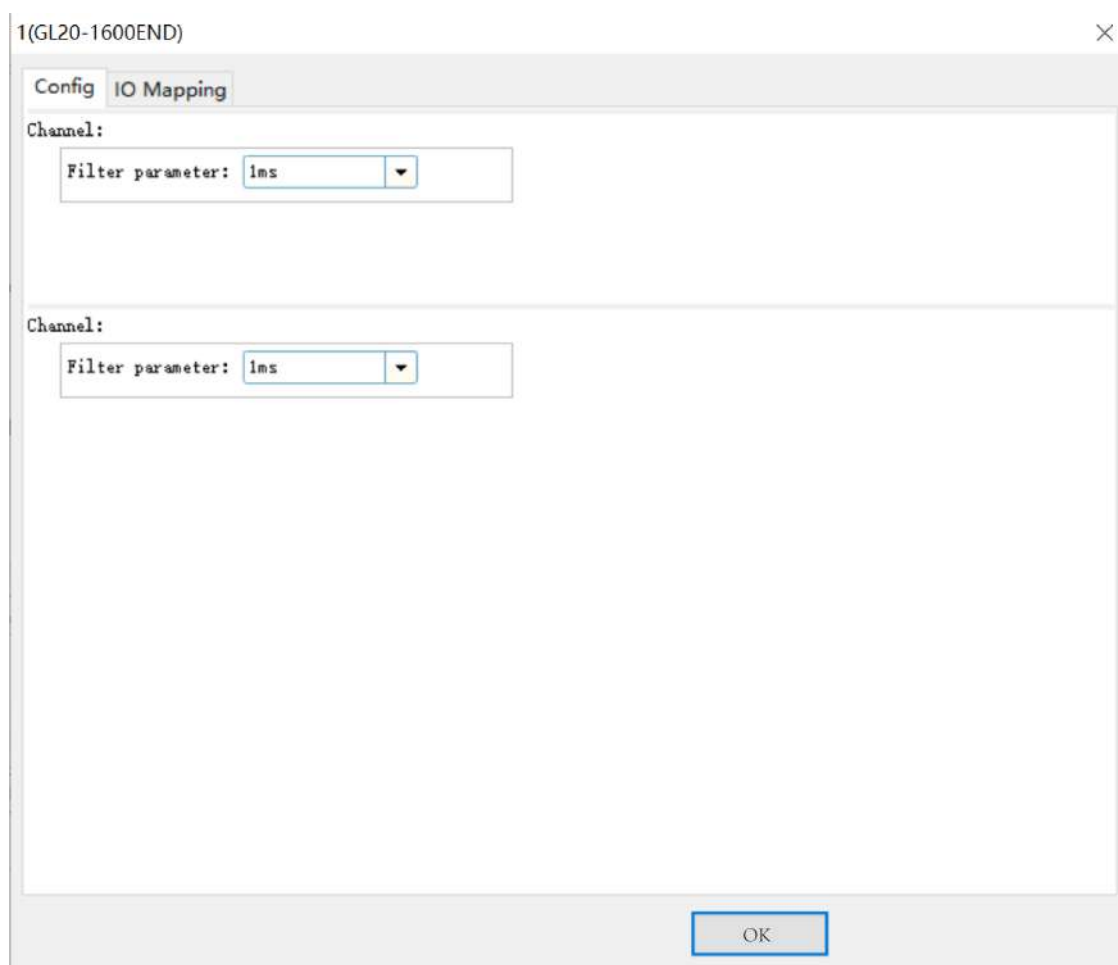 1(GL20-1600END)
Config IO Mapping
Channel:
Filter parameter: 1ms
Channel:
Filter parameter: 1ms
OK